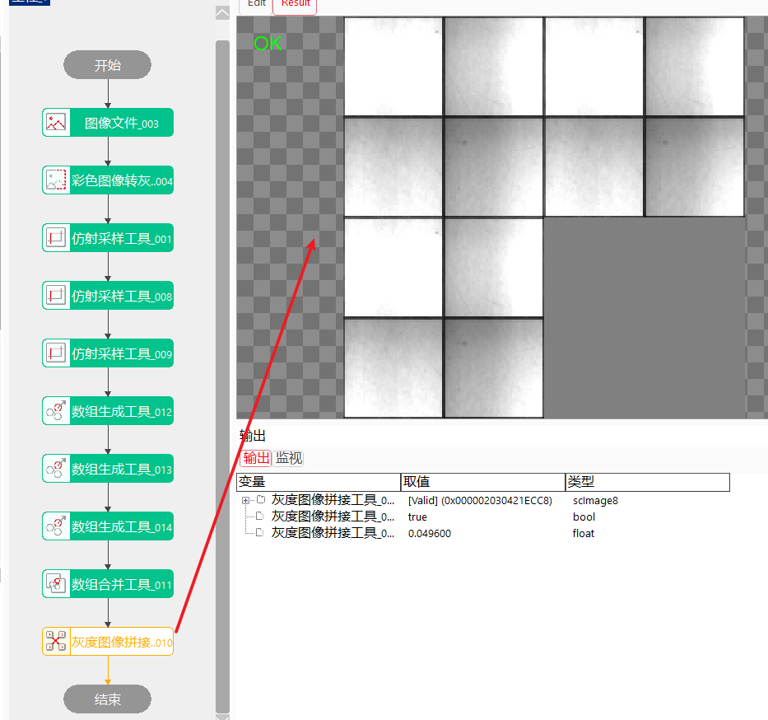 Edit Result
开始
图像文件_003
彩色图像转灰..004
仿射采样工具_001
仿射采样工具_008
仿射采样工具_009
数组生成工具_012
数组生成工具_013
数组生成工具_014
数组合并工具_011
灰度图像拼接..010
结束
OK
输出
输出 监视
变量 取值 类型
灰度图像拼接工具_0... [Valid] (0x000002030421ECC8) scImage8
灰度图像拼接工具_0... true bool
灰度图像拼接工具_0... 0.049600 float